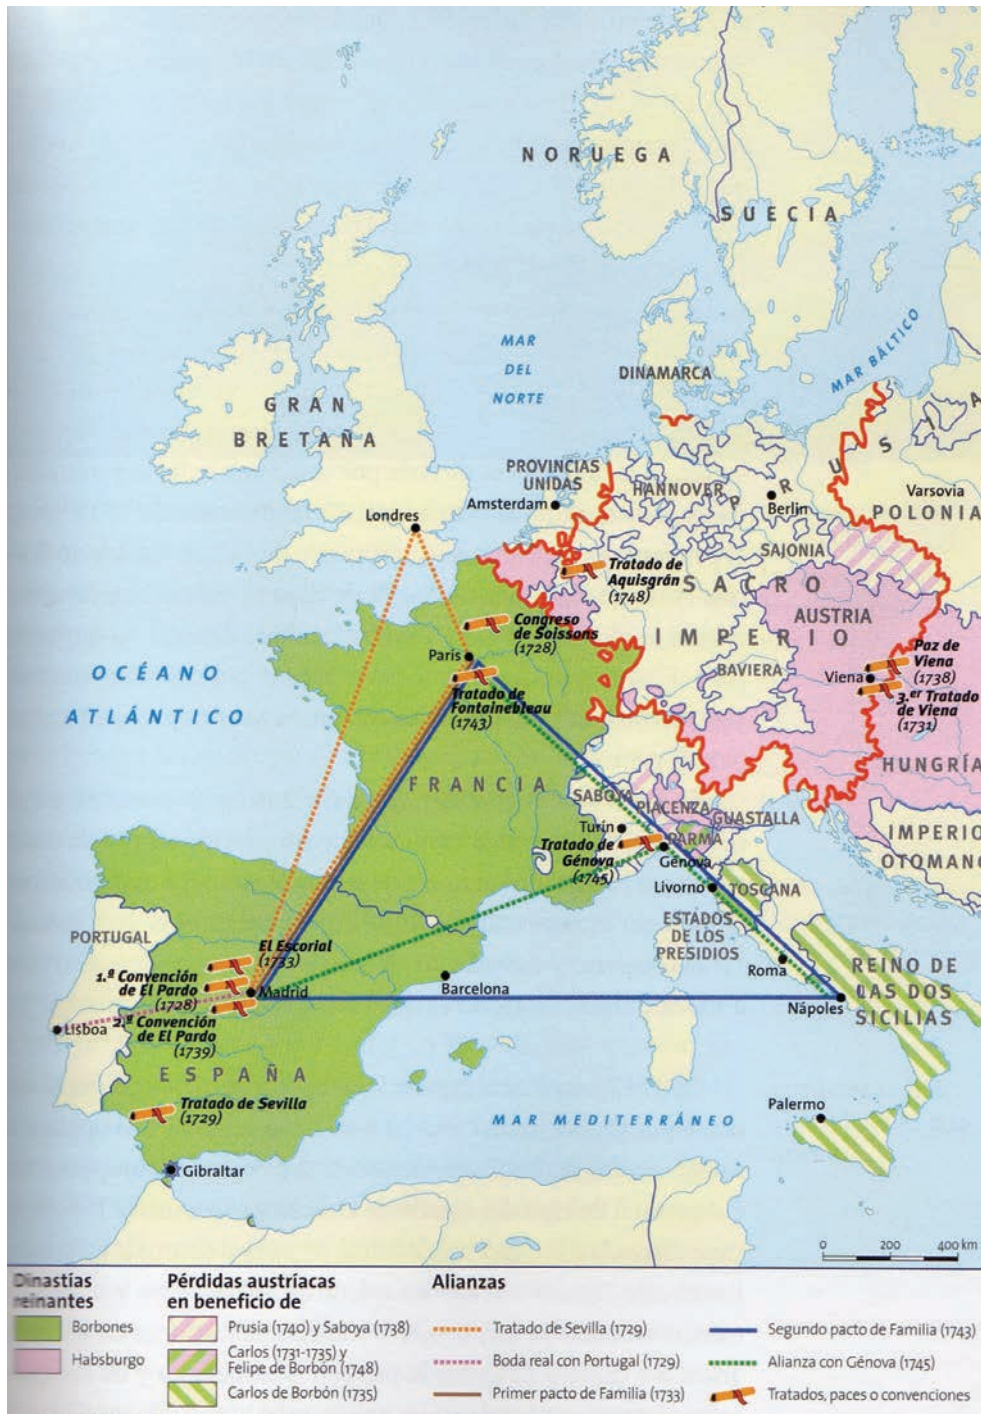 NORUEGA
SUECIA
MAR
DEL
NORTE
MAR BÁLTICO
DINAMARCA
GRAN
BRETAÑA
PROVINCIAS
UNIDAS
HANNOVER
PRUSIA
Amsterdam
Berlín
Varsovia
POLONIA
Londres
SAJONIA
Tratado de
Aquisgrán
(1748)
SACRO
IMPERIO
AUSTRIA
Congreso
de Soissons
(1728)
París
BAVIERA
Viena
Paz de
Viena
(1738)
3.er Tratado
de Viena
(1731)
OCÉANO
ATLÁNTICO
Tratado de
Fontainebleau
(1743)
HUNGRÍA
FRANCIA
SABOYA
PIACENZA
GUASTALLA
Turín
PARMA
IMPERIO
OTOMANO
Tratado de
Génova
(1745)
Génova
Livorno
TOSCANA
ESTADOS
DE LOS
PRESIDIOS
PORTUGAL
El Escorial
(1733)
1.ª Convención
de El Pardo
(1728)
Madrid
Barcelona
Roma
REINO DE
LAS DOS
SICILIAS
Nápoles
Lisboa
2.ª Convención
de El Pardo
(1739)
ESPAÑA
Tratado de Sevilla
(1729)
MAR MEDITERRÁNEO
Palermo
Gibraltar
0 200 400 km
Dinastías
reinantes
Borbones
Habsburgo
Pérdidas austríacas
en beneficio de
Prusia (1740) y Saboya (1738)
Carlos (1731-1735) y
Felipe de Borbón (1748)
Carlos de Borbón (1735)
Alianzas
Tratado de Sevilla (1729)
Boda real con Portugal (1729)
Primer pacto de Familia (1733)
Segundo pacto de Familia (1743)
Alianza con Génova (1745)
Tratados, paces o convenciones